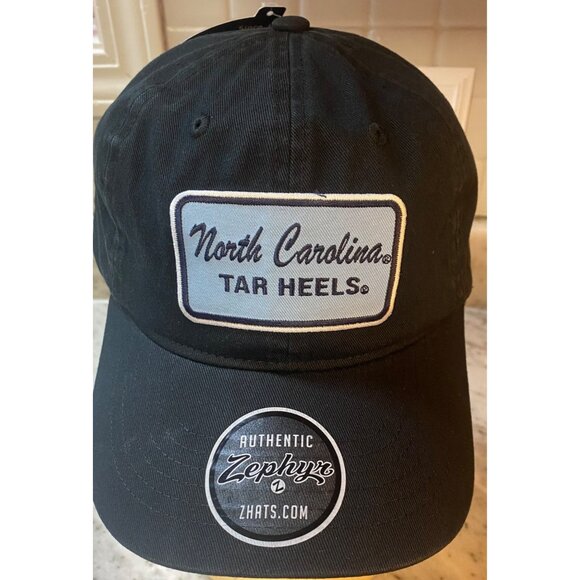 North Carolina®
TAR HEELS®
AUTHENTIC
Zephyr
Z
ZHATS.COM